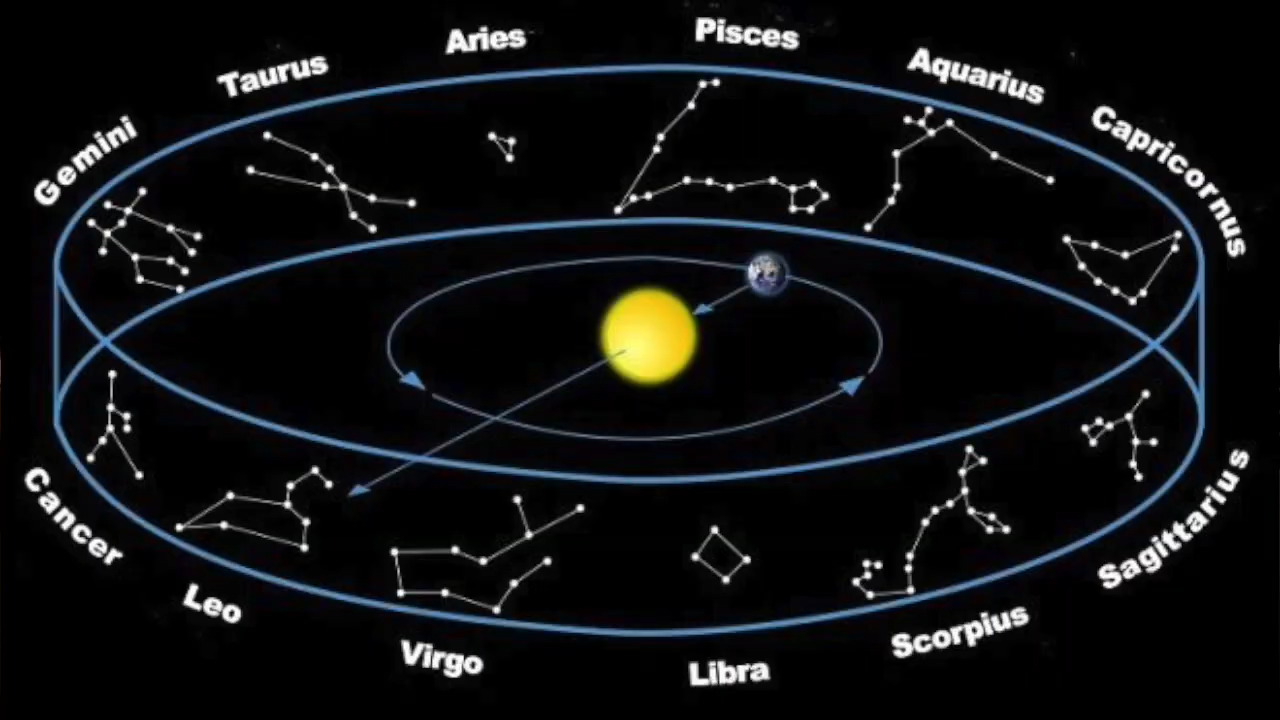 Aries
Pisces
Taurus
Aquarius
Gemini
Capricornus
Cancer
Sagittarius
Leo
Scorpius
Virgo
Libra